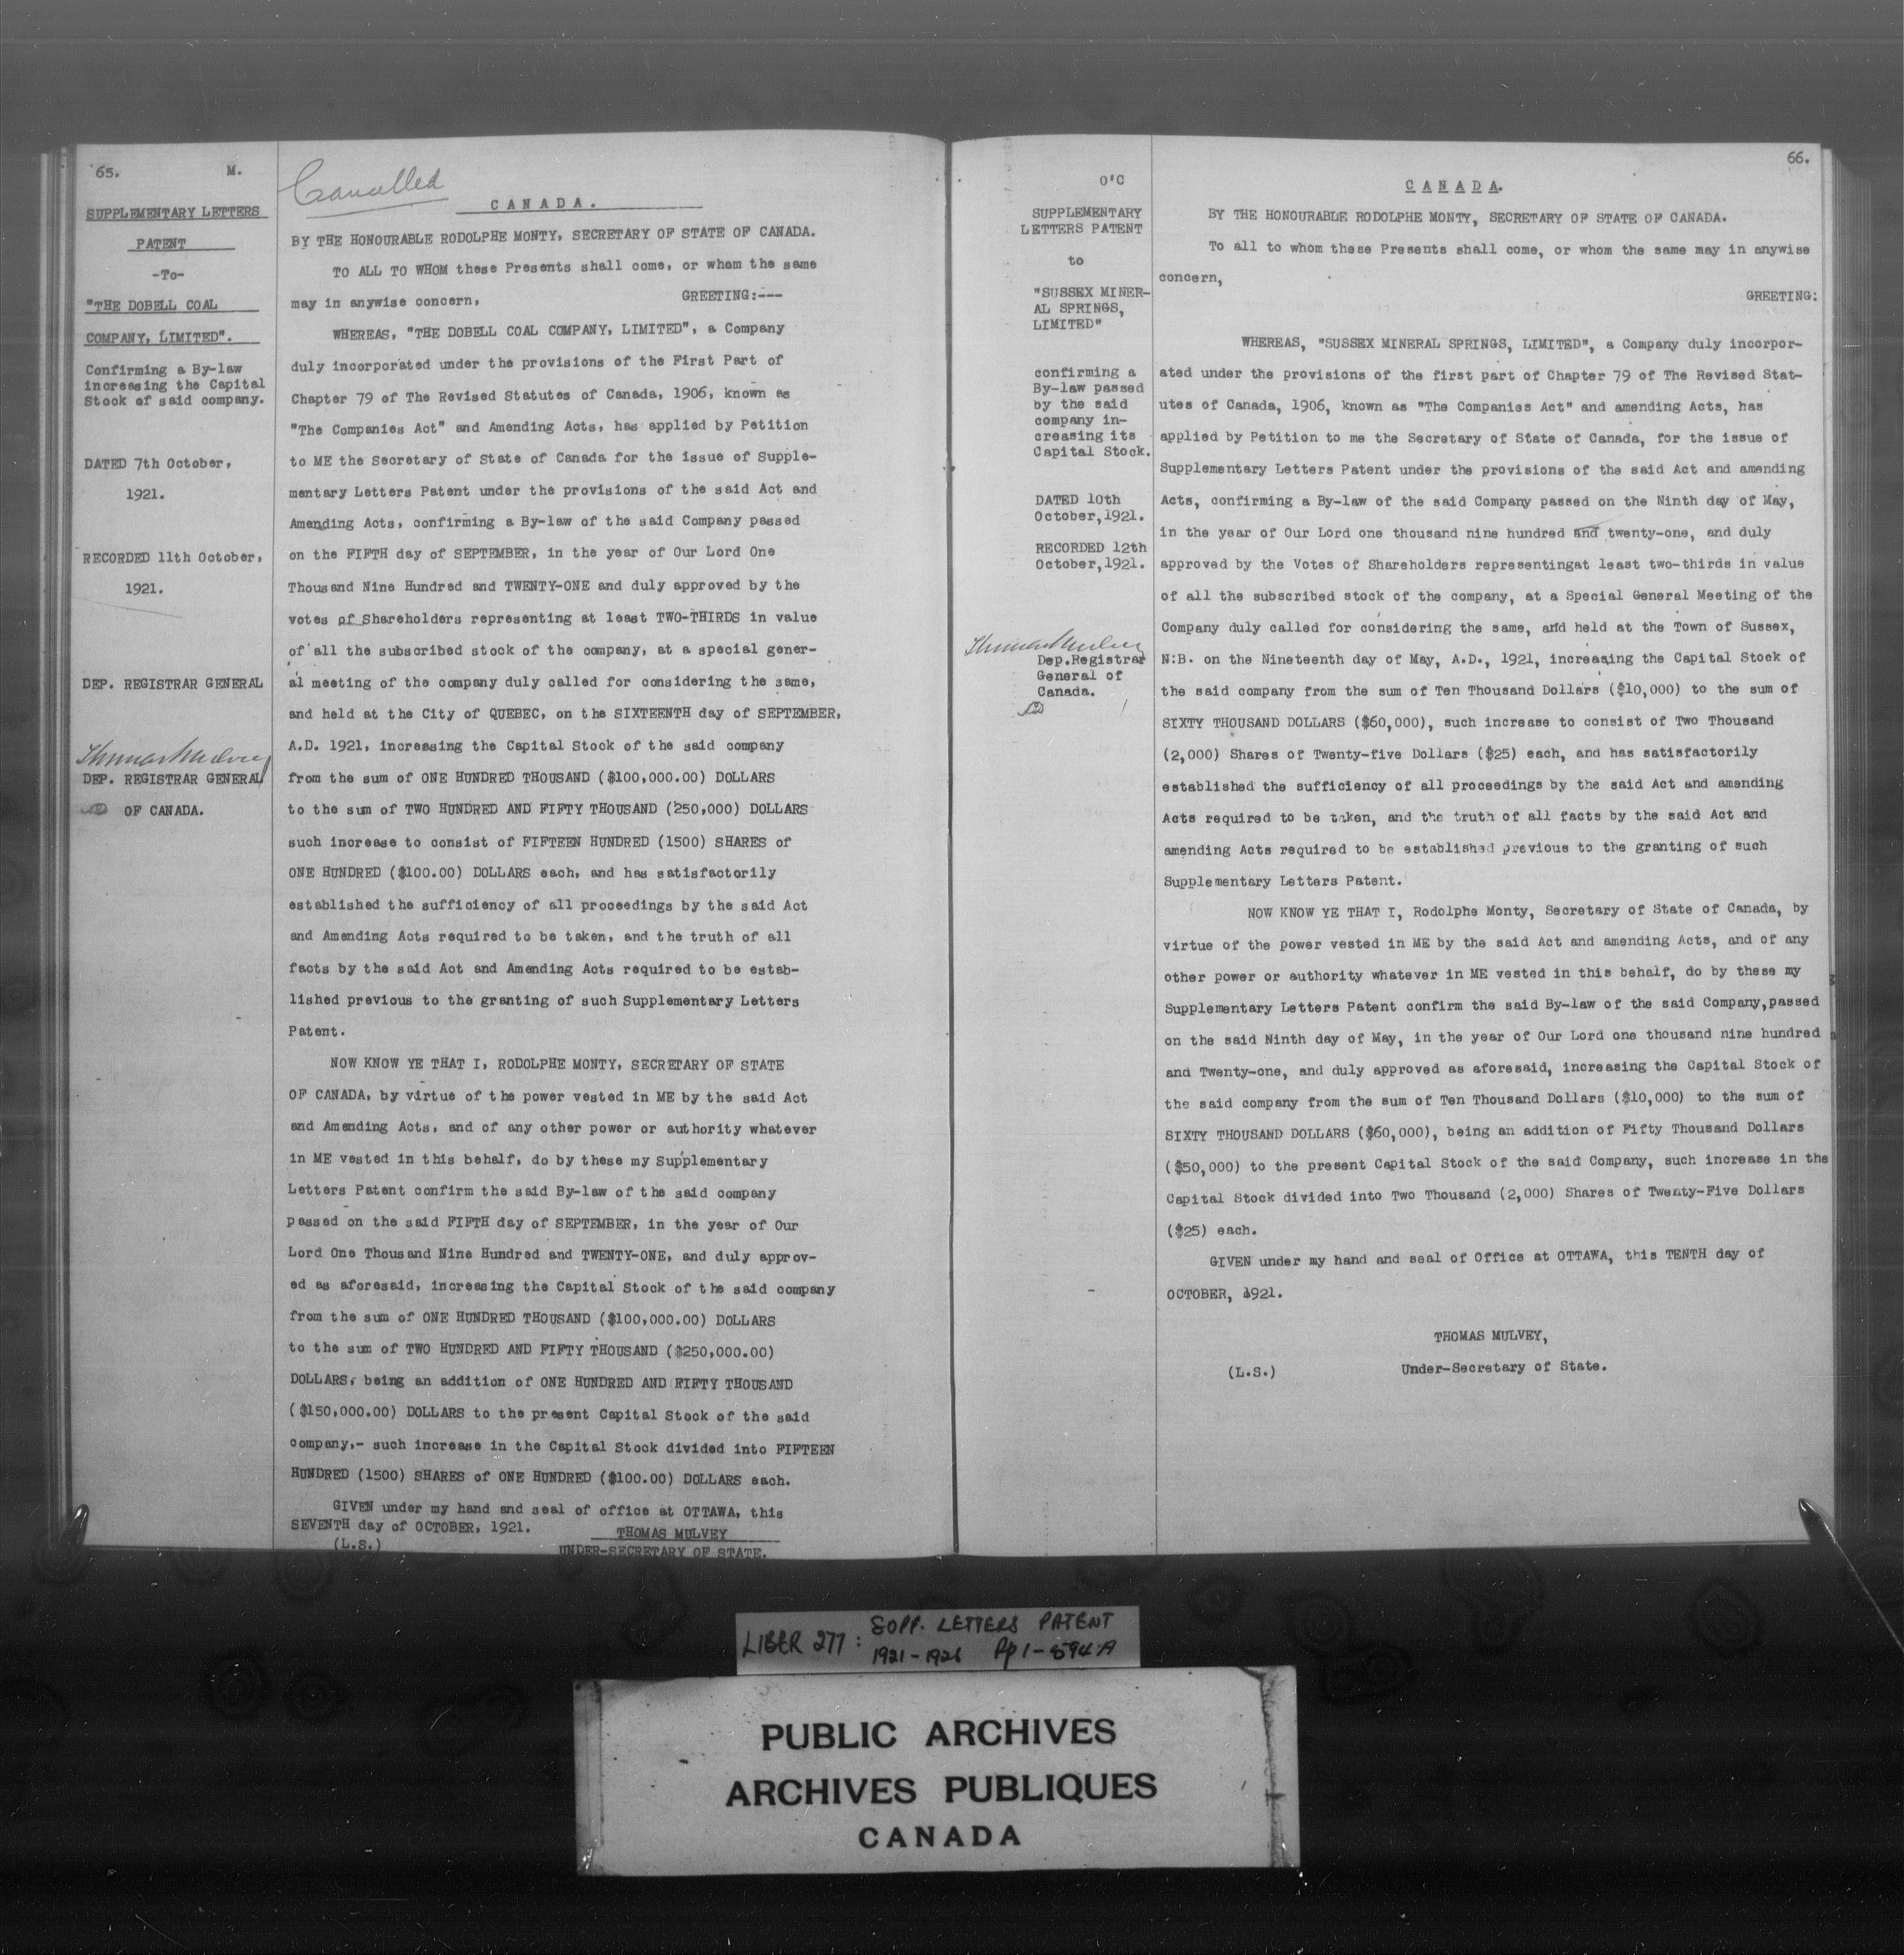 65.
M.
SUPPLEMENTARY LETTERS
PATENT
-To-
"THE DOBELL COAL
COMPANY, LIMITED".
Confirming a By-law
increasing the Capital
Stock of said company.
DATED 7th October,
1921.
RECORDED 11th October,
1921.
DEP. REGISTRAR GENERAL
Thomas Mulvey
DEP. REGISTRAR GENERAL
OF CANADA.
Cancelled
CANADA.
BY THE HONOURABLE RODOLPHE MONTY, SECRETARY OF STATE OF CANADA.
TO ALL TO WHOM these Presents shall come, or whom the same
may in anywise concern, GREETING:---
WHEREAS, "THE DOBELL COAL COMPANY, LIMITED", a Company
duly incorporated under the provisions of the First Part of
Chapter 79 of The Revised Statutes of Canada, 1906, known as
"The Companies Act" and Amending Acts, has applied by Petition
to ME the Secretary of State of Canada for the issue of Supple-
mentary Letters Patent under the provisions of the said Act and
Amending Acts, confirming a By-law of the said Company passed
on the FIFTH day of SEPTEMBER, in the year of Our Lord One
Thousand Nine Hundred and TWENTY-ONE and duly approved by the
votes of Shareholders representing at least TWO-THIRDS in value
of all the subscribed stock of the company, at a special gener-
al meeting of the company duly called for considering the same,
and held at the City of QUEBEC, on the SIXTEENTH day of SEPTEMBER,
A.D. 1921, increasing the Capital Stock of the said company
from the sum of ONE HUNDRED THOUSAND ($100,000.00) DOLLARS
to the sum of TWO HUNDRED AND FIFTY THOUSAND (250,000) DOLLARS
such increase to consist of FIFTEEN HUNDRED (1500) SHARES of
ONE HUNDRED ($100.00) DOLLARS each, and has satisfactorily
established the sufficiency of all proceedings by the said Act
and Amending Acts required to be taken, and the truth of all
facts by the said Act and Amending Acts required to be estab-
lished previous to the granting of such Supplementary Letters
Patent.
NOW KNOW YE THAT I, RODOLPHE MONTY, SECRETARY OF STATE
OF CANADA, by virtue of the power vested in ME by the said Act
and Amending Acts, and of any other power or authority whatever
in ME vested in this behalf, do by these my Supplementary
Letters Patent confirm the said By-law of the said company
passed on the said FIFTH day of SEPTEMBER, in the year of Our
Lord One Thousand Nine Hundred and TWENTY-ONE, and duly approv-
ed as aforesaid, increasing the Capital Stock of the said company
from the sum of ONE HUNDRED THOUSAND ($100,000.00) DOLLARS
to the sum of TWO HUNDRED AND FIFTY THOUSAND ($250,000.00)
DOLLARS, being an addition of ONE HUNDRED AND FIFTY THOUSAND
($150,000.00) DOLLARS to the present Capital Stock of the said
company,- such increase in the Capital Stock divided into FIFTEEN
HUNDRED (1500) SHARES of ONE HUNDRED ($100.00) DOLLARS each.
GIVEN under my hand and seal of office at OTTAWA, this
SEVENTH day of OCTOBER, 1921. THOMAS MULVEY
(L.S.) UNDER-SECRETARY OF STATE.
66.
O'C
SUPPLEMENTARY
LETTERS PATENT
to
"SUSSEX MINER-
AL SPRINGS,
LIMITED"
confirming a
By-law passed
by the said
company in-
creasing its
Capital Stock.
DATED 10th
October,1921.
RECORDED 12th
October,1921.
Thomas Mulvey
Dep.Registrar
General of
Canada.
CANADA.
BY THE HONOURABLE RODOLPHE MONTY, SECRETARY OF STATE OF CANADA.
To all to whom these Presents shall come, or whom the same may in anywise
concern,
GREETING:
WHEREAS, "SUSSEX MINERAL SPRINGS, LIMITED", a Company duly incorpor-
ated under the provisions of the first part of Chapter 79 of The Revised Stat-
utes of Canada, 1906, known as "The Companies Act" and amending Acts, has
applied by Petition to me the Secretary of State of Canada, for the issue of
Supplementary Letters Patent under the provisions of the said Act and amending
Acts, confirming a By-law of the said Company passed on the Ninth day of May,
in the year of Our Lord one thousand nine hundred and twenty-one, and duly
approved by the Votes of Shareholders representingat least two-thirds in value
of all the subscribed stock of the company, at a Special General Meeting of the
Company duly called for considering the same, and held at the Town of Sussex,
N:B. on the Nineteenth day of May, A.D., 1921, increasing the Capital Stock of
the said company from the sum of Ten Thousand Dollars ($10,000) to the sum of
SIXTY THOUSAND DOLLARS ($60,000), such increase to consist of Two Thousand
(2,000) Shares of Twenty-five Dollars ($25) each, and has satisfactorily
established the sufficiency of all proceedings by the said Act and amending
Acts required to be taken, and the truth of all facts by the said Act and
amending Acts required to be established previous to the granting of such
Supplementary Letters Patent.
NOW KNOW YE THAT I, Rodolphe Monty, Secretary of State of Canada, by
virtue of the power vested in ME by the said Act and amending Acts, and of any
other power or authority whatever in ME vested in this behalf, do by these my
Supplementary Letters Patent confirm the said By-law of the said Company,passed
on the said Ninth day of May, in the year of Our Lord one thousand nine hundred
and Twenty-one, and duly approved as aforesaid, increasing the Capital Stock of
the said company from the sum of Ten Thousand Dollars ($10,000) to the sum of
SIXTY THOUSAND DOLLARS ($60,000), being an addition of Fifty Thousand Dollars
($50,000) to the present Capital Stock of the said Company, such increase in the
Capital Stock divided into Two Thousand (2,000) Shares of Twenty-Five Dollars
($25) each.
GIVEN under my hand and seal of Office at OTTAWA, this TENTH day of
OCTOBER, 1921.
THOMAS MULVEY,
(L.S.) Under-Secretary of State.
LIBER 277: SUPP. LETTERS PATENT
1921-1926 Pp 1-594A
PUBLIC ARCHIVES
ARCHIVES PUBLIQUES
CANADA